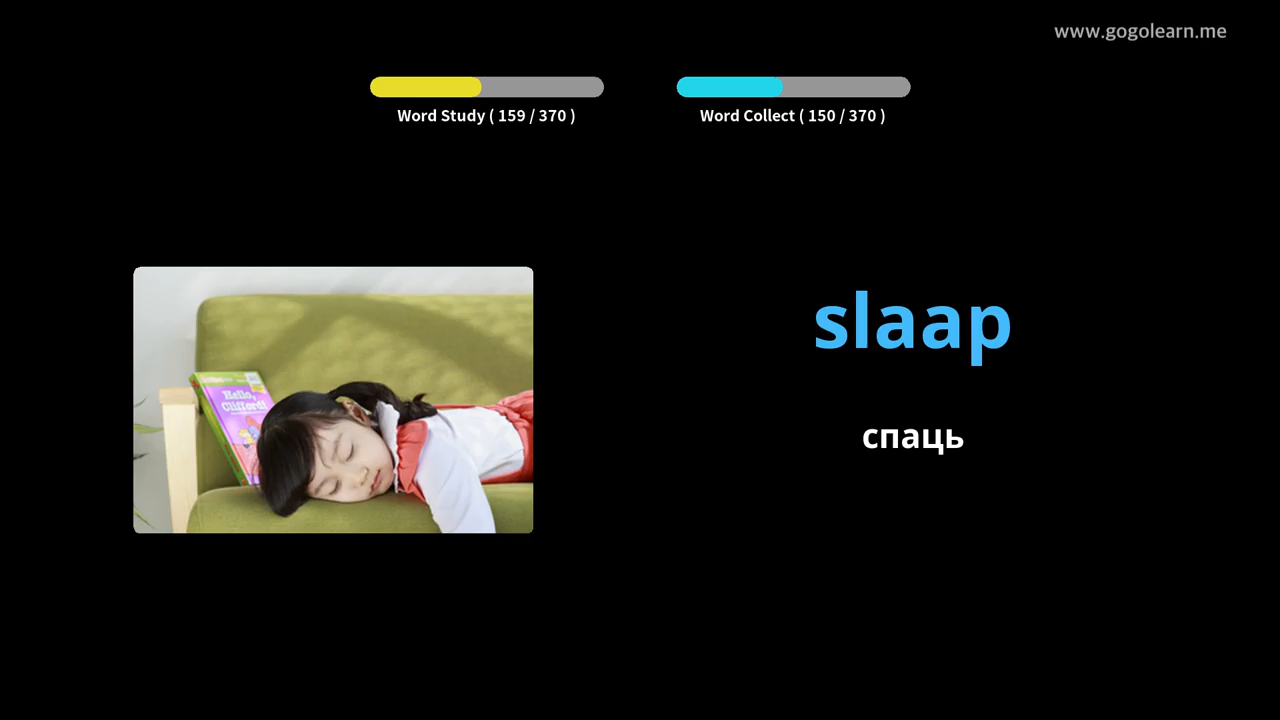 www.gogolearn.me
Word Study ( 159 / 370 )
Word Collect ( 150 / 370 )
slaap
спаць
Hello,
Clifford!